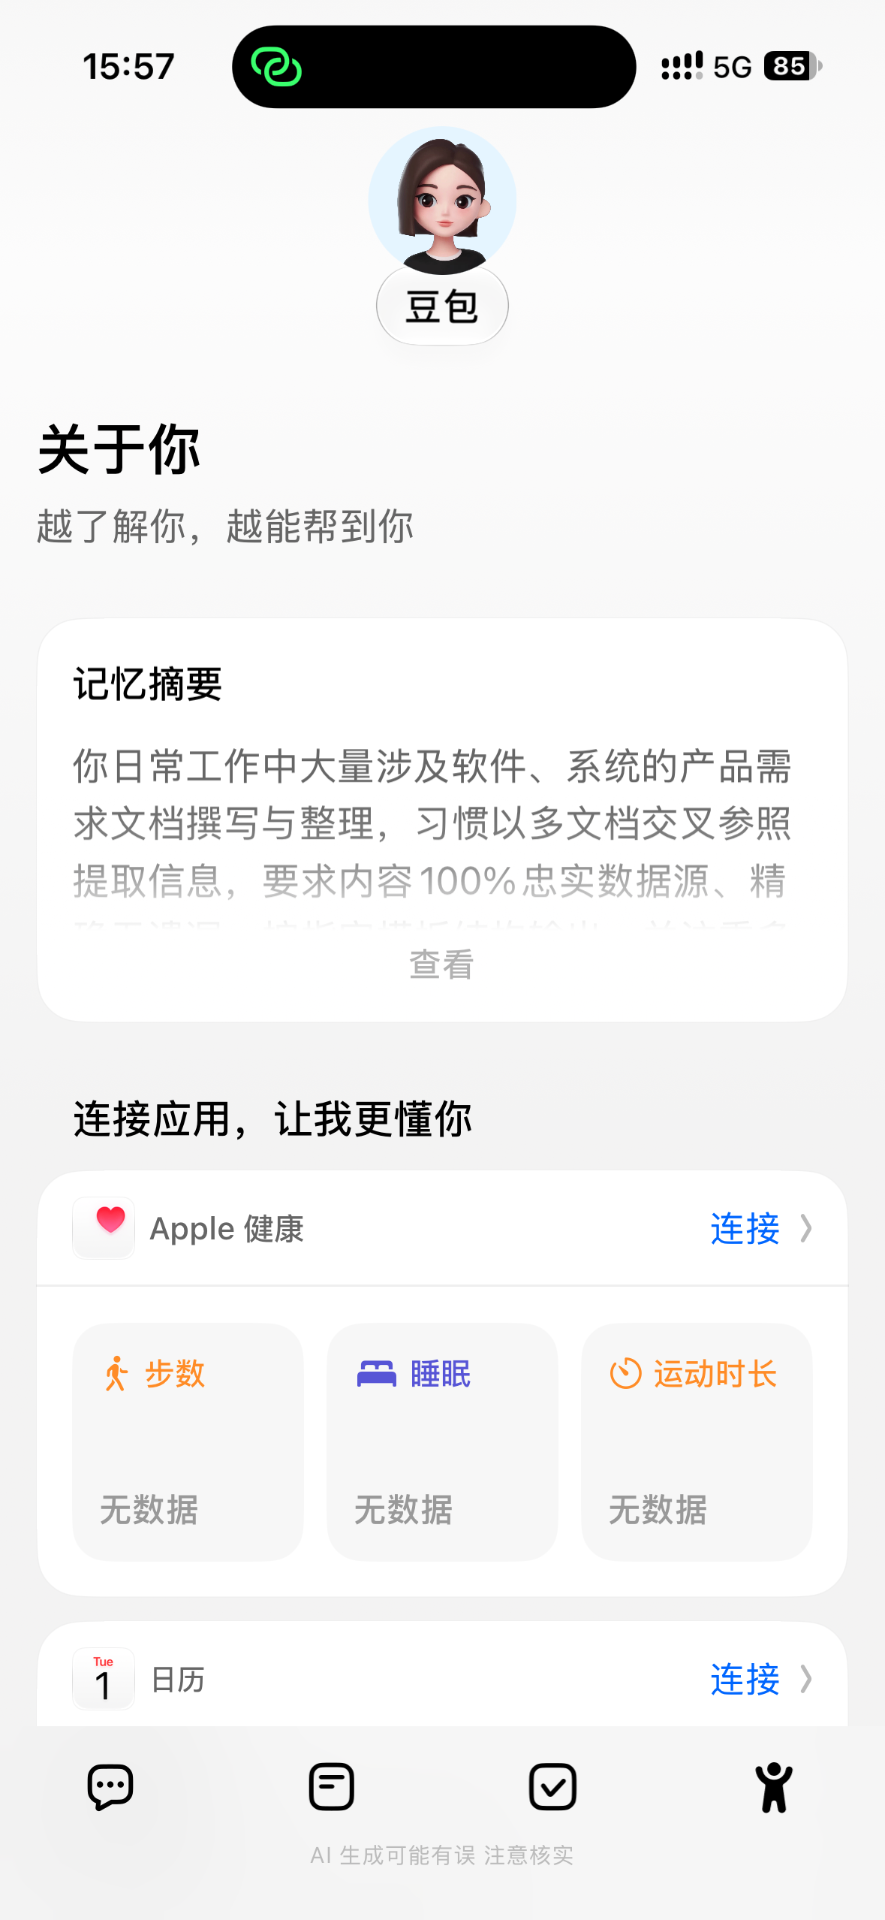 15:57
5G 85
豆包
关于你
越了解你，越能帮到你
记忆摘要
你日常工作中大量涉及软件、系统的产品需
求文档撰写与整理，习惯以多文档交叉参照
提取信息，要求内容100%忠实数据源、精
查看
连接应用，让我更懂你
Apple 健康 连接
步数 睡眠 运动时长
无数据 无数据 无数据
Tue
1 日历 连接
AI 生成可能有误 注意核实